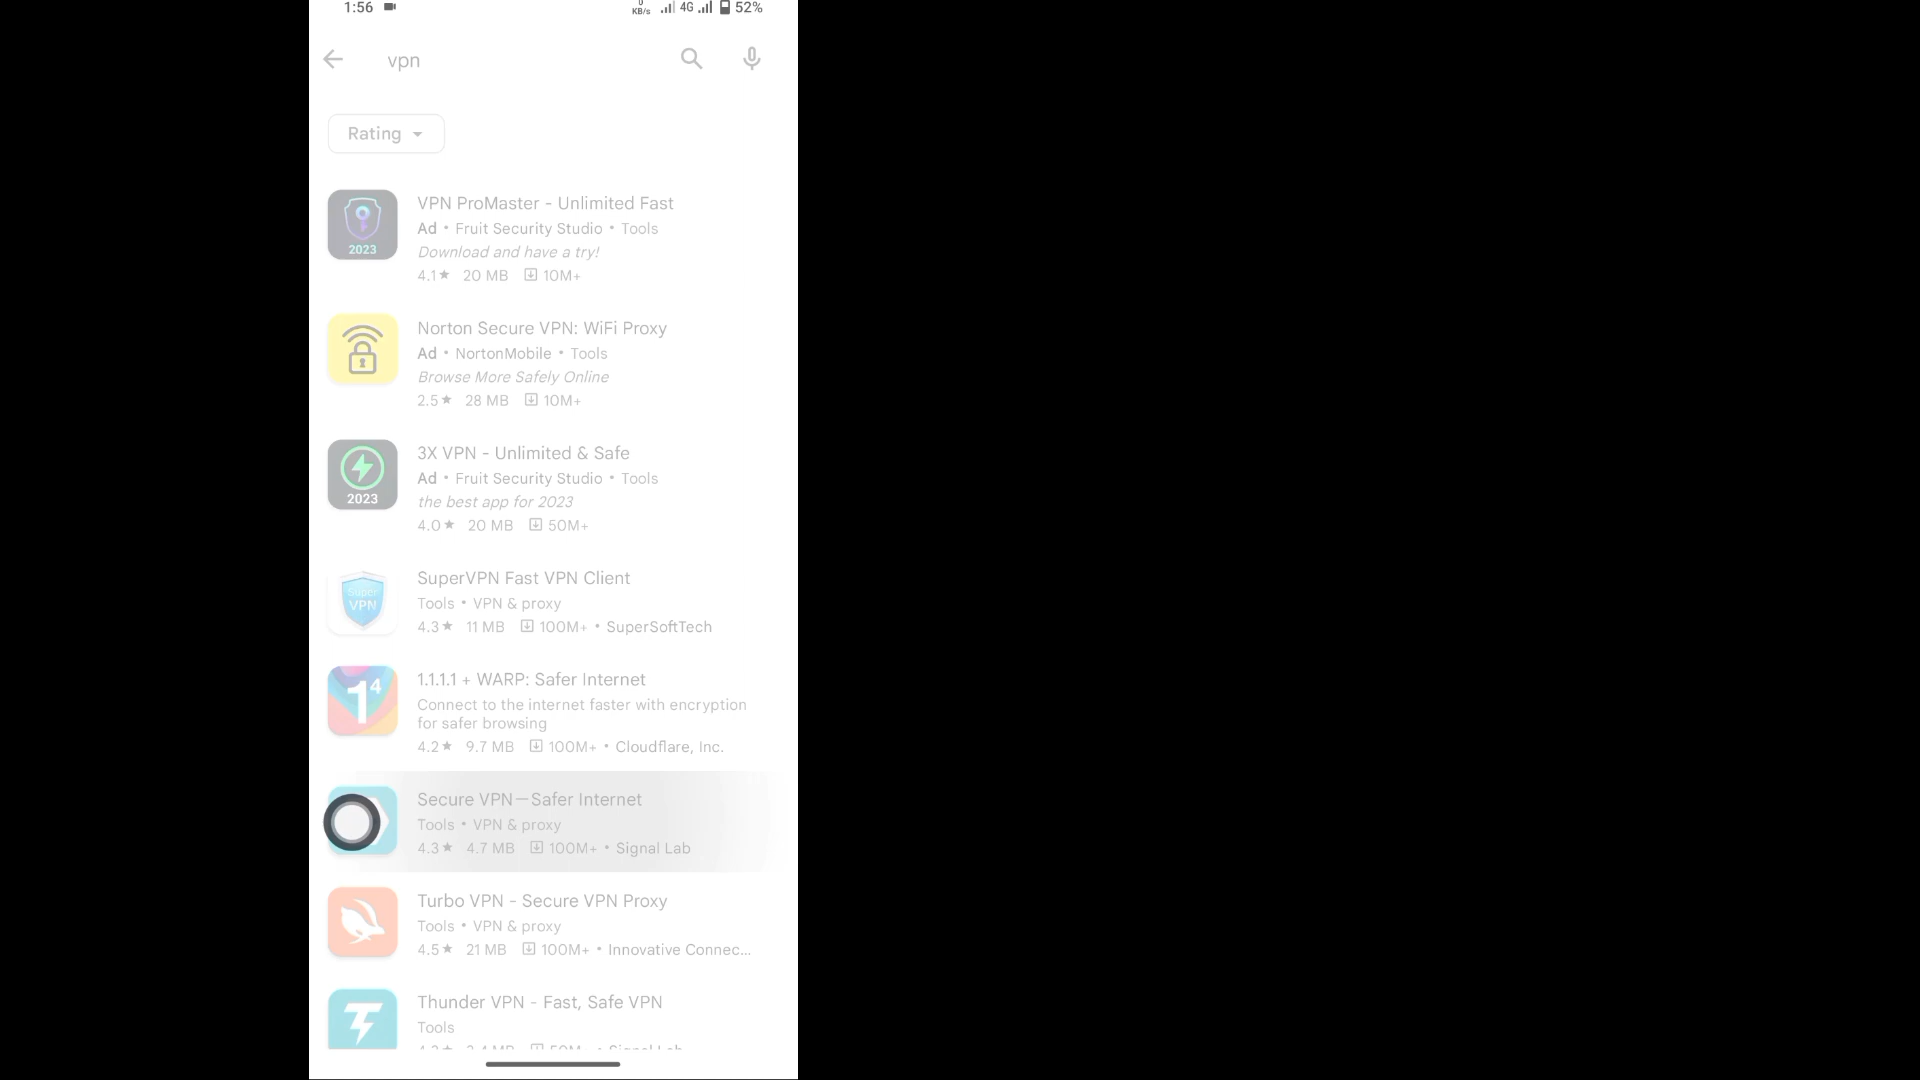 1:56 0 KB/s 4G 52%
vpn
Rating
VPN ProMaster - Unlimited Fast
Ad • Fruit Security Studio • Tools
Download and have a try!
2023
4.1★ 20 MB 10M+
Norton Secure VPN: WiFi Proxy
Ad • NortonMobile • Tools
Browse More Safely Online
2.5★ 28 MB 10M+
3X VPN - Unlimited & Safe
Ad • Fruit Security Studio • Tools
the best app for 2023
2023
4.0★ 20 MB 50M+
SuperVPN Fast VPN Client
Super
VPN
Tools • VPN & proxy
4.3★ 11 MB 100M+ • SuperSoftTech
1.1.1.1 + WARP: Safer Internet
14
Connect to the internet faster with encryption
for safer browsing
4.2★ 9.7 MB 100M+ • Cloudflare, Inc.
Secure VPN—Safer Internet
Tools • VPN & proxy
4.3★ 4.7 MB 100M+ • Signal Lab
Turbo VPN - Secure VPN Proxy
Tools • VPN & proxy
4.5★ 21 MB 100M+ • Innovative Connec...
Thunder VPN - Fast, Safe VPN
Tools